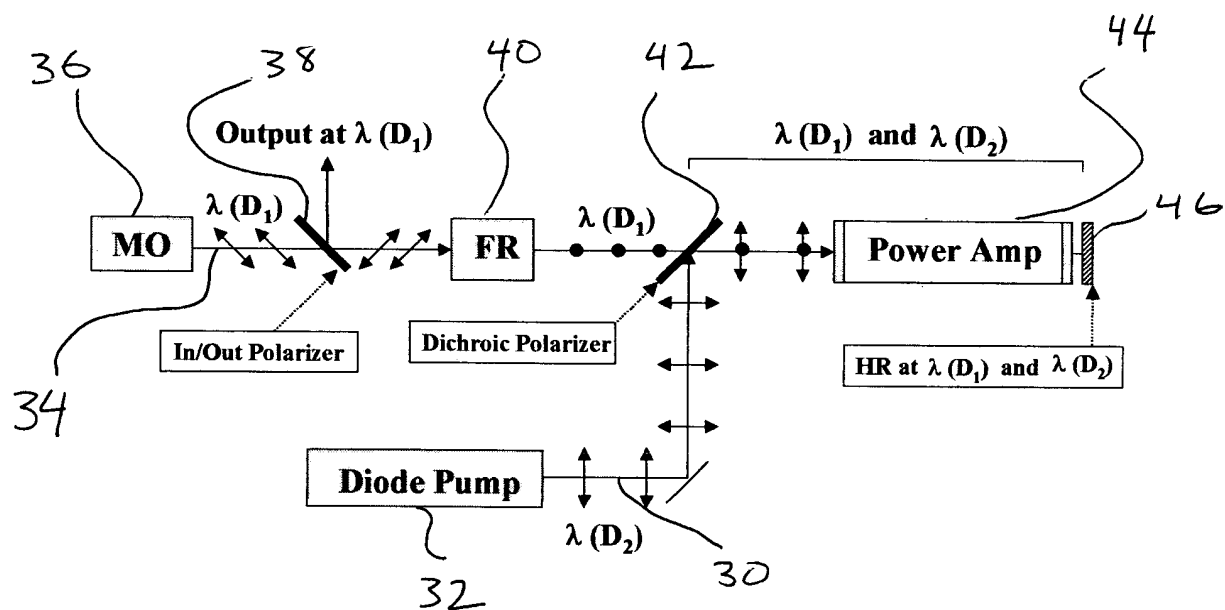 36
38
40
42
44
Output at λ (D₁)
λ (D₁) and λ (D₂)
46
λ (D₁)
λ (D₁)
MO
FR
Power Amp
In/Out Polarizer
Dichroic Polarizer
HR at λ (D₁) and λ (D₂)
34
Diode Pump
λ (D₂)
32
30